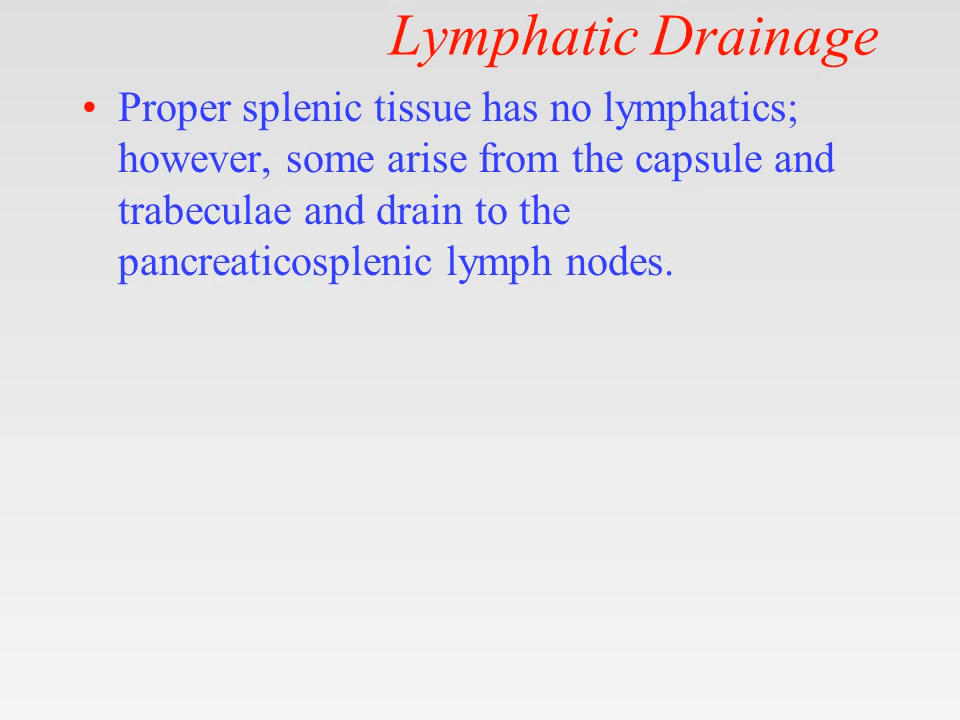 Lymphatic Drainage
• Proper splenic tissue has no lymphatics;
however, some arise from the capsule and
trabeculae and drain to the
pancreaticosplenic lymph nodes.